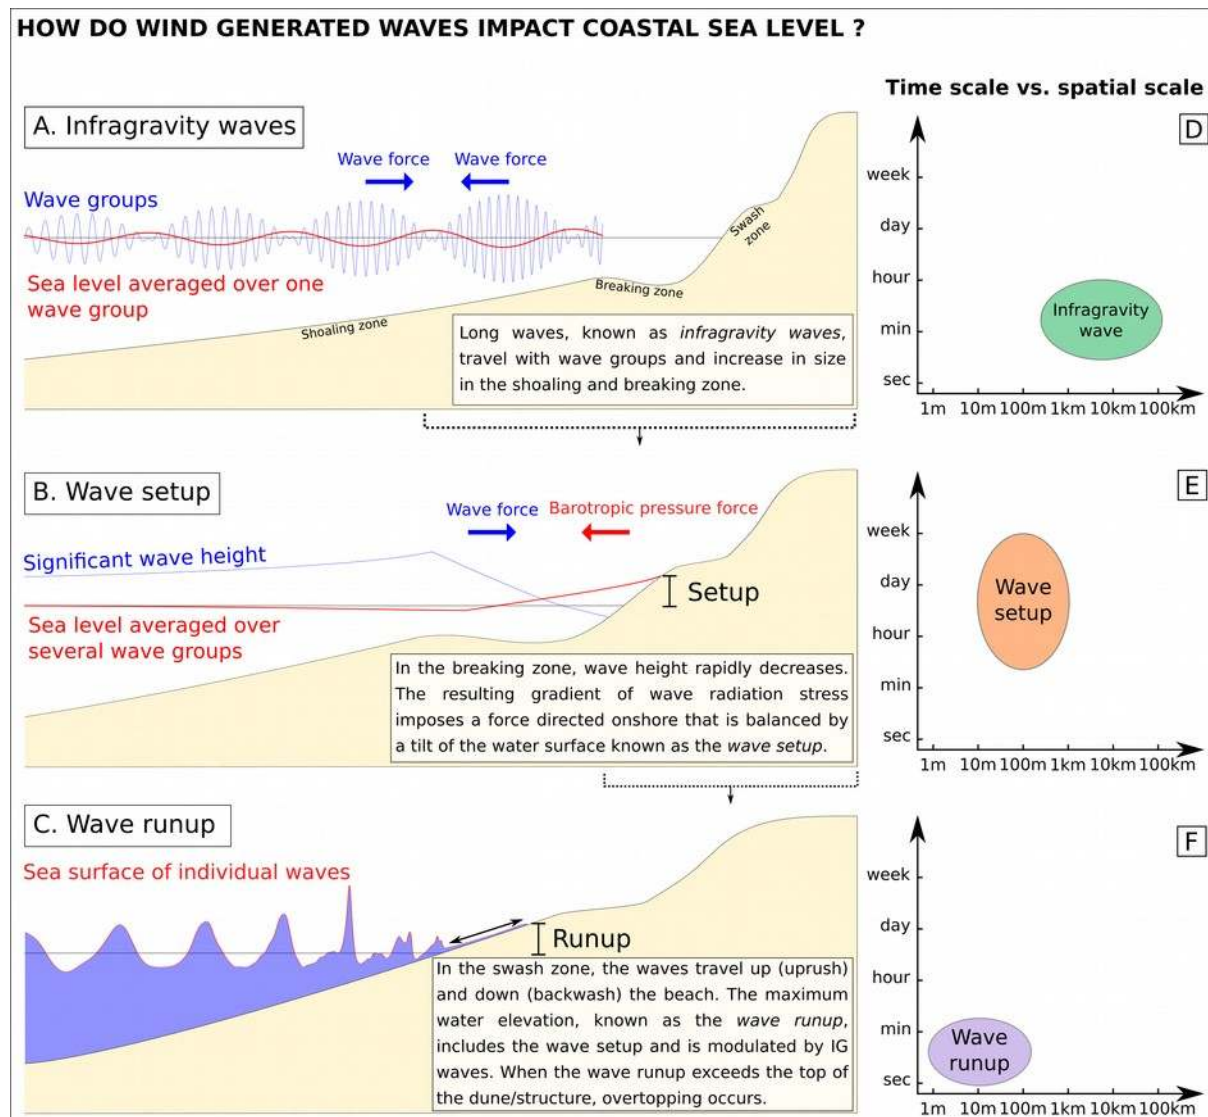 HOW DO WIND GENERATED WAVES IMPACT COASTAL SEA LEVEL ?
Time scale vs. spatial scale
A. Infragravity waves
Wave force
Wave force
Wave groups
Sea level averaged over one
wave group
Shoaling zone
Breaking zone
Swash
zone
Long waves, known as infragravity waves,
travel with wave groups and increase in size
in the shoaling and breaking zone.
D
week
day
hour
min
sec
Infragravity
wave
1m 10m 100m 1km 10km 100km
B. Wave setup
Wave force
Barotropic pressure force
Significant wave height
Setup
Sea level averaged over
several wave groups
In the breaking zone, wave height rapidly decreases.
The resulting gradient of wave radiation stress
imposes a force directed onshore that is balanced by
a tilt of the water surface known as the wave setup.
E
week
day
hour
min
sec
Wave
setup
1m 10m 100m 1km 10km 100km
C. Wave runup
Sea surface of individual waves
Runup
In the swash zone, the waves travel up (uprush)
and down (backwash) the beach. The maximum
water elevation, known as the wave runup,
includes the wave setup and is modulated by IG
waves. When the wave runup exceeds the top of
the dune/structure, overtopping occurs.
F
week
day
hour
min
sec
Wave
runup
1m 10m 100m 1km 10km 100km